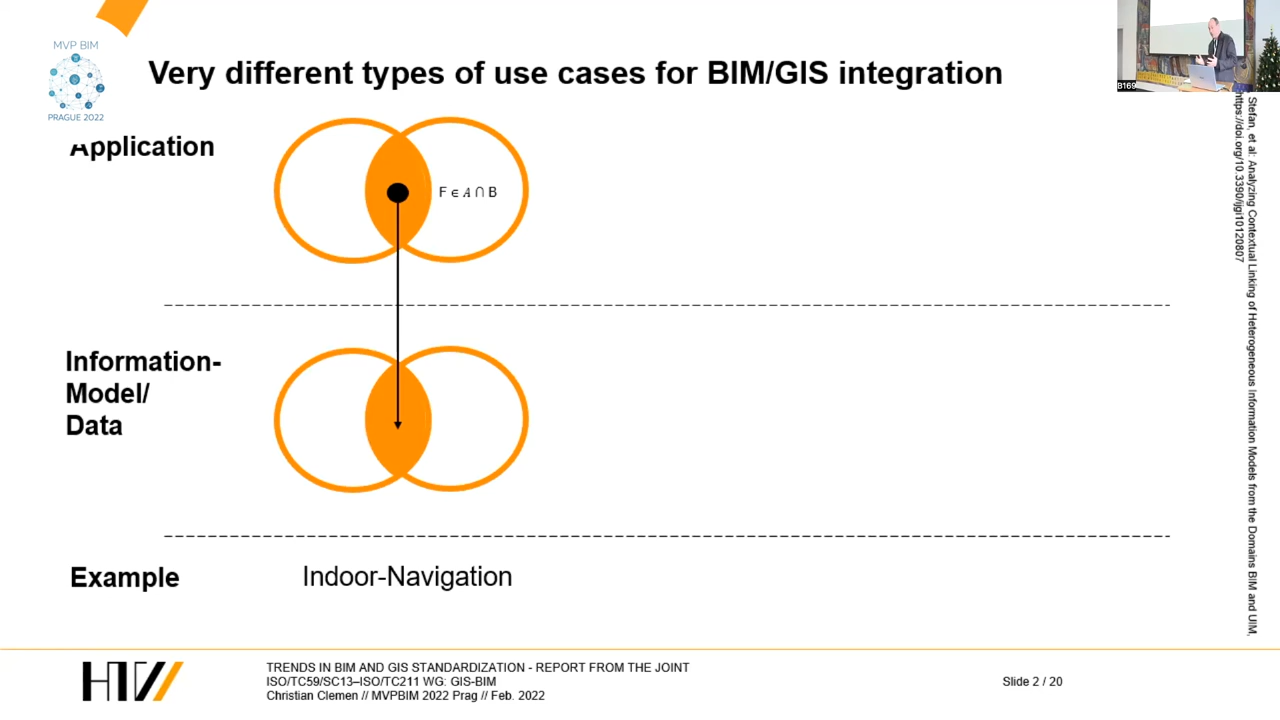 MVP BIM
PRAGUE 2022
Very different types of use cases for BIM/GIS integration
B169
Application
F ∈ A ∩ B
Information-
Model/
Data
Example
Indoor-Navigation
Stefan, et al: Analyzing Contextual Linking of Heterogeneous Information Models from the Domains BIM and UIM,
https://doi.org/10.3390/ijgi10120807
HTW
TRENDS IN BIM AND GIS STANDARDIZATION - REPORT FROM THE JOINT
ISO/TC59/SC13–ISO/TC211 WG: GIS-BIM
Christian Clemen // MVPBIM 2022 Prag // Feb. 2022
Slide 2 / 20